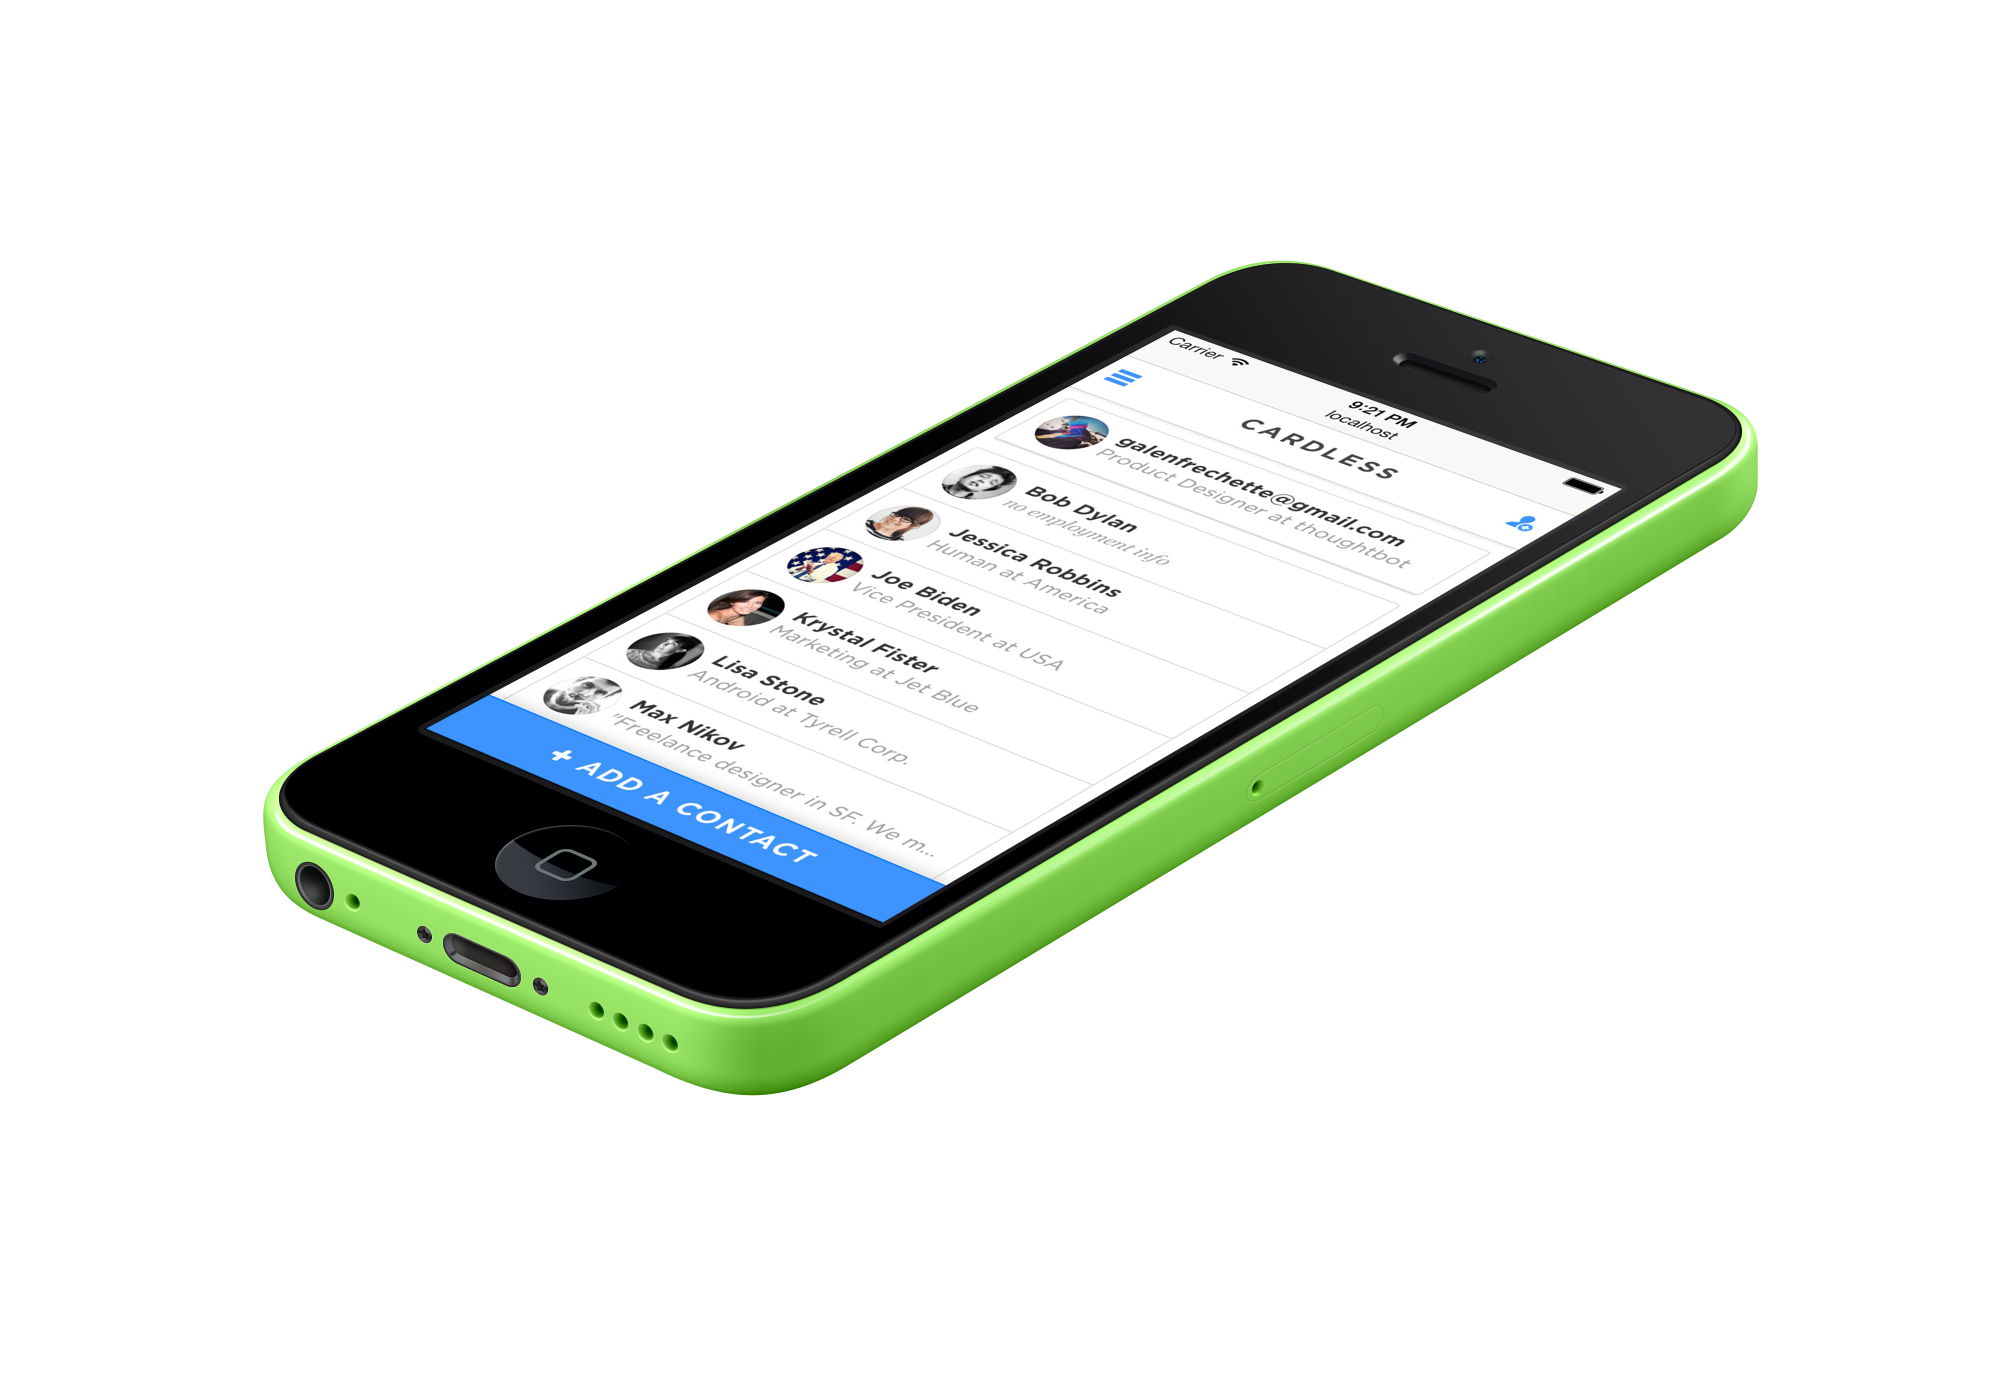 Carrier
9:21 PM
localhost
CARDLESS
galenfrechette@gmail.com
Product Designer at thoughtbot
Bob Dylan
no employment info
Jessica Robbins
Human at America
Joe Biden
Vice President at USA
Krystal Fister
Marketing at Jet Blue
Lisa Stone
Android at Tyrell Corp.
Max Nikov
"Freelance designer in SF. We m...
+ ADD A CONTACT